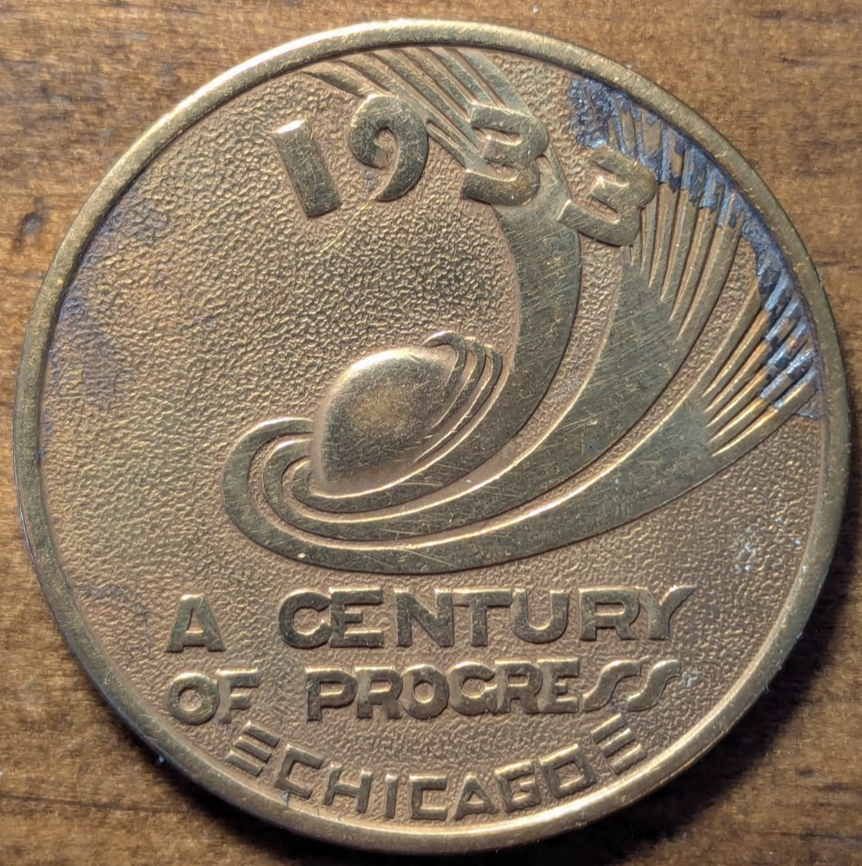 1933
A CENTURY
OF PROGRESS
CHICAGO